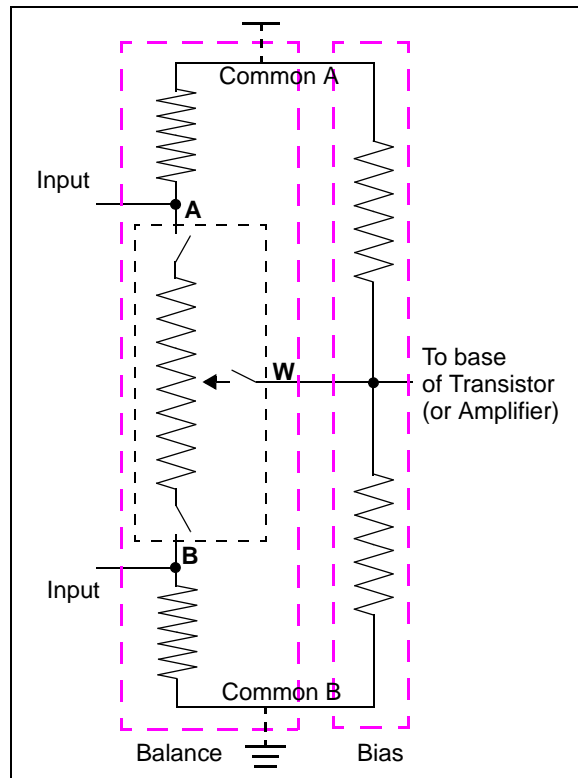 Common A
Input
A
W
To base
of Transistor
(or Amplifier)
B
Input
Common B
Balance
Bias